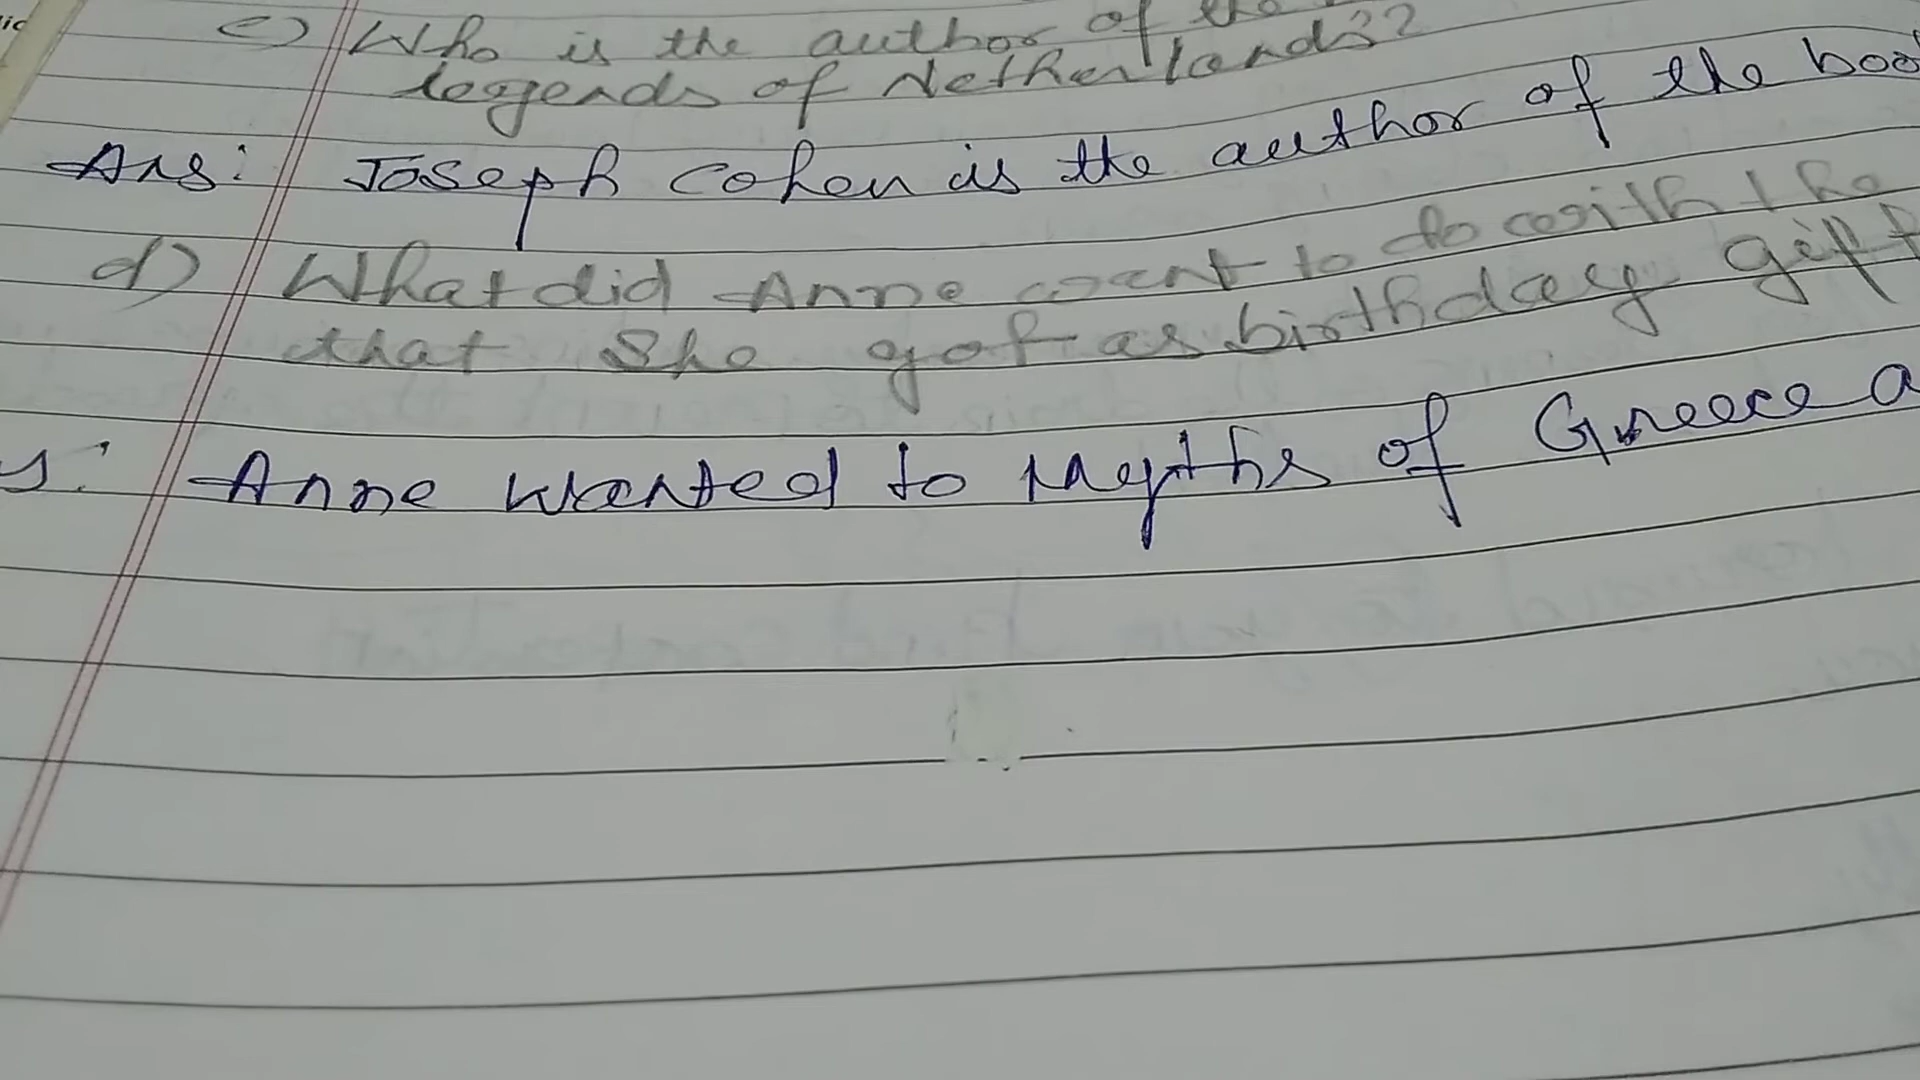 c) Who is the author of the
legends of Netherlands??
Ans: Joseph Cohen is the author of the boo
d) What did Anne want to do with the
that she got as birthday gift
s: Anne wanted to Myths of Greece a